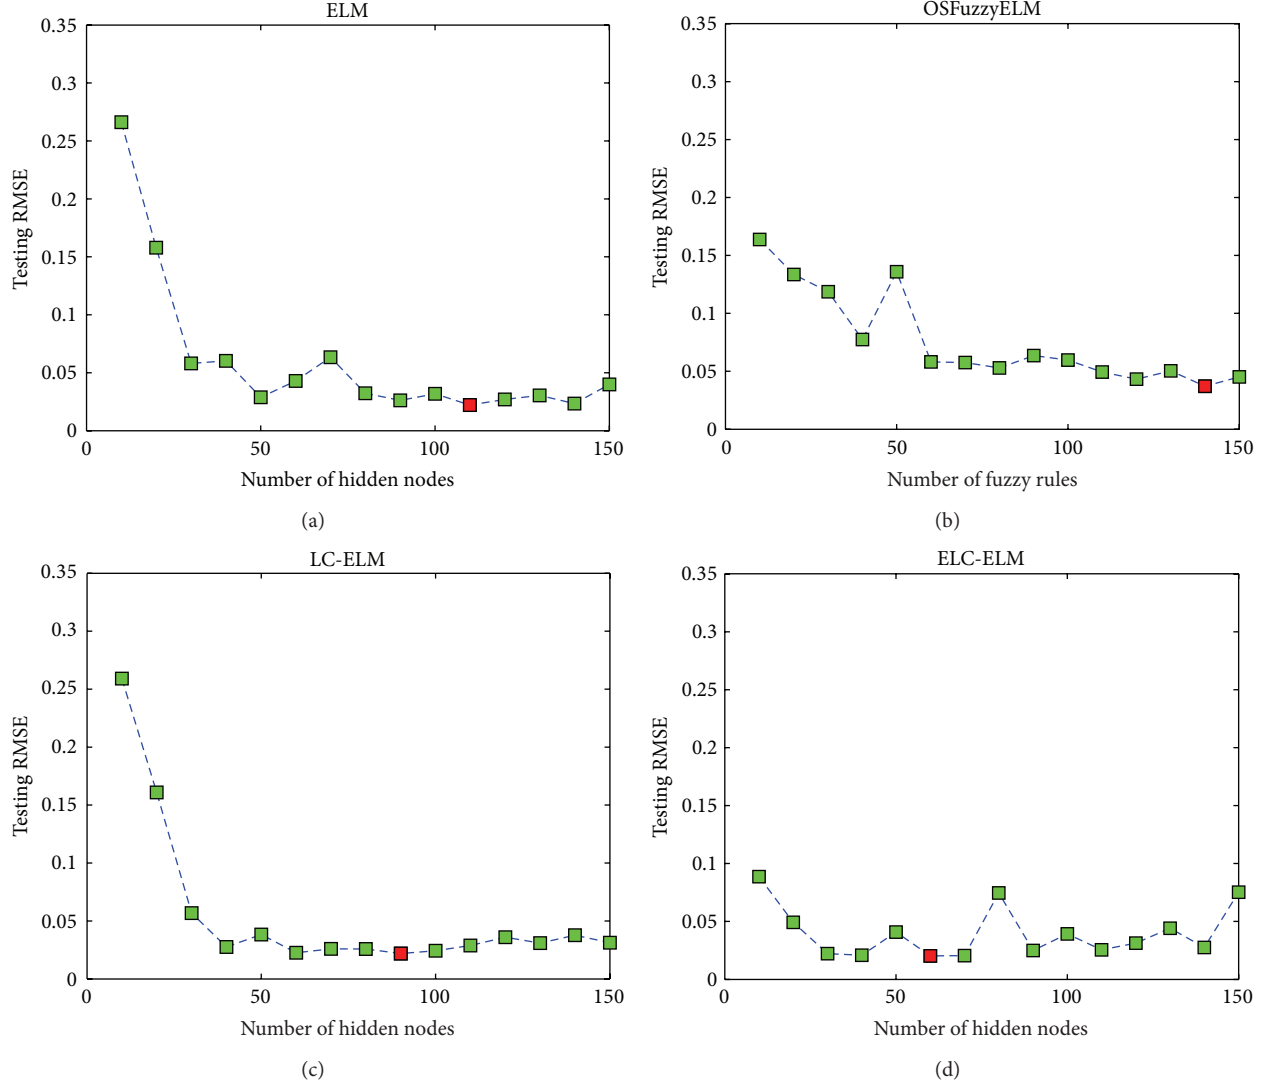 ELM
0.35
0.3
0.25
0.2
0.15
0.1
0.05
0
Testing RMSE
0 50 100 150
Number of hidden nodes
(a)
OSFuzzyELM
0.35
0.3
0.25
0.2
0.15
0.1
0.05
0
Testing RMSE
0 50 100 150
Number of fuzzy rules
(b)
LC-ELM
0.35
0.3
0.25
0.2
0.15
0.1
0.05
0
Testing RMSE
0 50 100 150
Number of hidden nodes
(c)
ELC-ELM
0.35
0.3
0.25
0.2
0.15
0.1
0.05
0
Testing RMSE
0 50 100 150
Number of hidden nodes
(d)